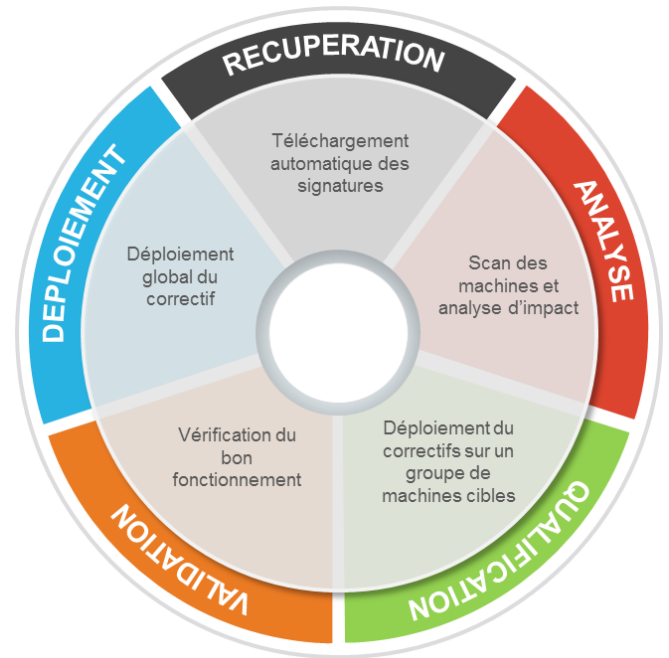 RECUPERATION
Téléchargement
automatique des
signatures
ANALYSE
Scan des
machines et
analyse d'impact
QUALIFICATION
Déploiement du
correctifs sur un
groupe de
machines cibles
VALIDATION
Vérification du
bon
fonctionnement
DEPLOIEMENT
Déploiement
global du
correctif